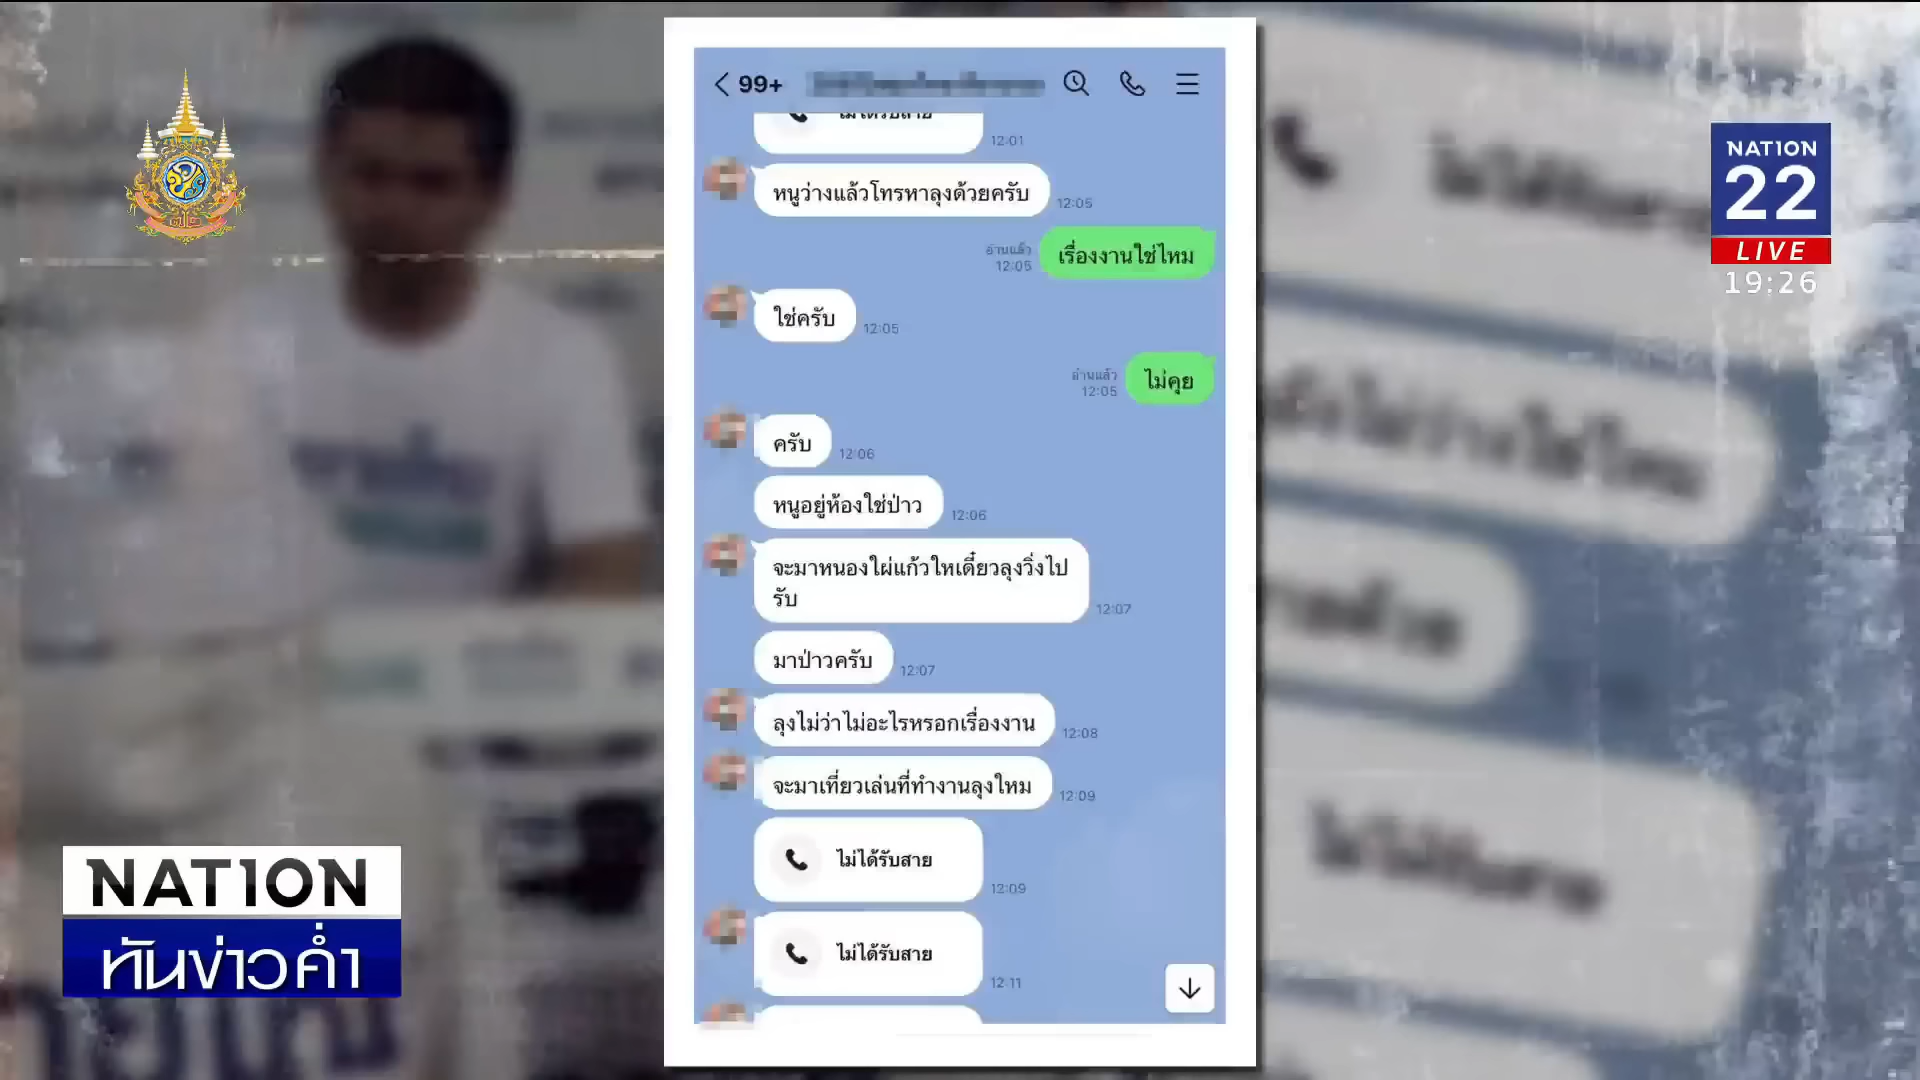 99+
ไม่ได้รับสาย
12:01
หนูว่างแล้วโทรหาลุงด้วยครับ
12:05
อ่านแล้ว
12:05
เรื่องงานใช่ไหม
ใช่ครับ
12:05
อ่านแล้ว
12:05
ไม่คุย
ครับ
12:06
หนูอยู่ห้องใช่ป่าว
12:06
จะมาหนองใผ่แก้วใหเดี๋ยวลุงวิ่งไป
รับ
12:07
มาป่าวครับ
12:07
ลุงไม่ว่าไม่อะไรหรอกเรื่องงาน
12:08
จะมาเที่ยวเล่นที่ทำงานลุงใหม
12:09
ไม่ได้รับสาย
12:09
ไม่ได้รับสาย
12:11
NATION
22
LIVE
19:26
NATION
ทันข่าวค่ำ